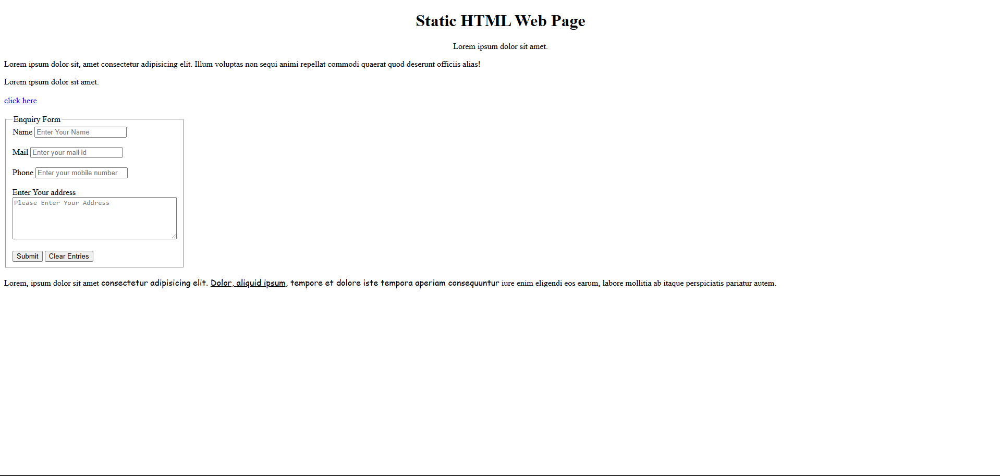 Static HTML Web Page
Lorem ipsum dolor sit amet.
Lorem ipsum dolor sit, amet consectetur adipisicing elit. Illum voluptas non sequi animi repellat commodi quaerat quod deserunt officiis alias!
Lorem ipsum dolor sit amet.
click here
Enquiry Form
Name Enter Your Name
Mail Enter your mail id
Phone Enter your mobile number
Enter Your address
Please Enter Your Address
Submit Clear Entries
Lorem, ipsum dolor sit amet consectetur adipisicing elit. Dolor, aliquid ipsum, tempore et dolore iste tempora aperiam consequuntur iure enim eligendi eos earum, labore mollitia ab itaque perspiciatis pariatur autem.